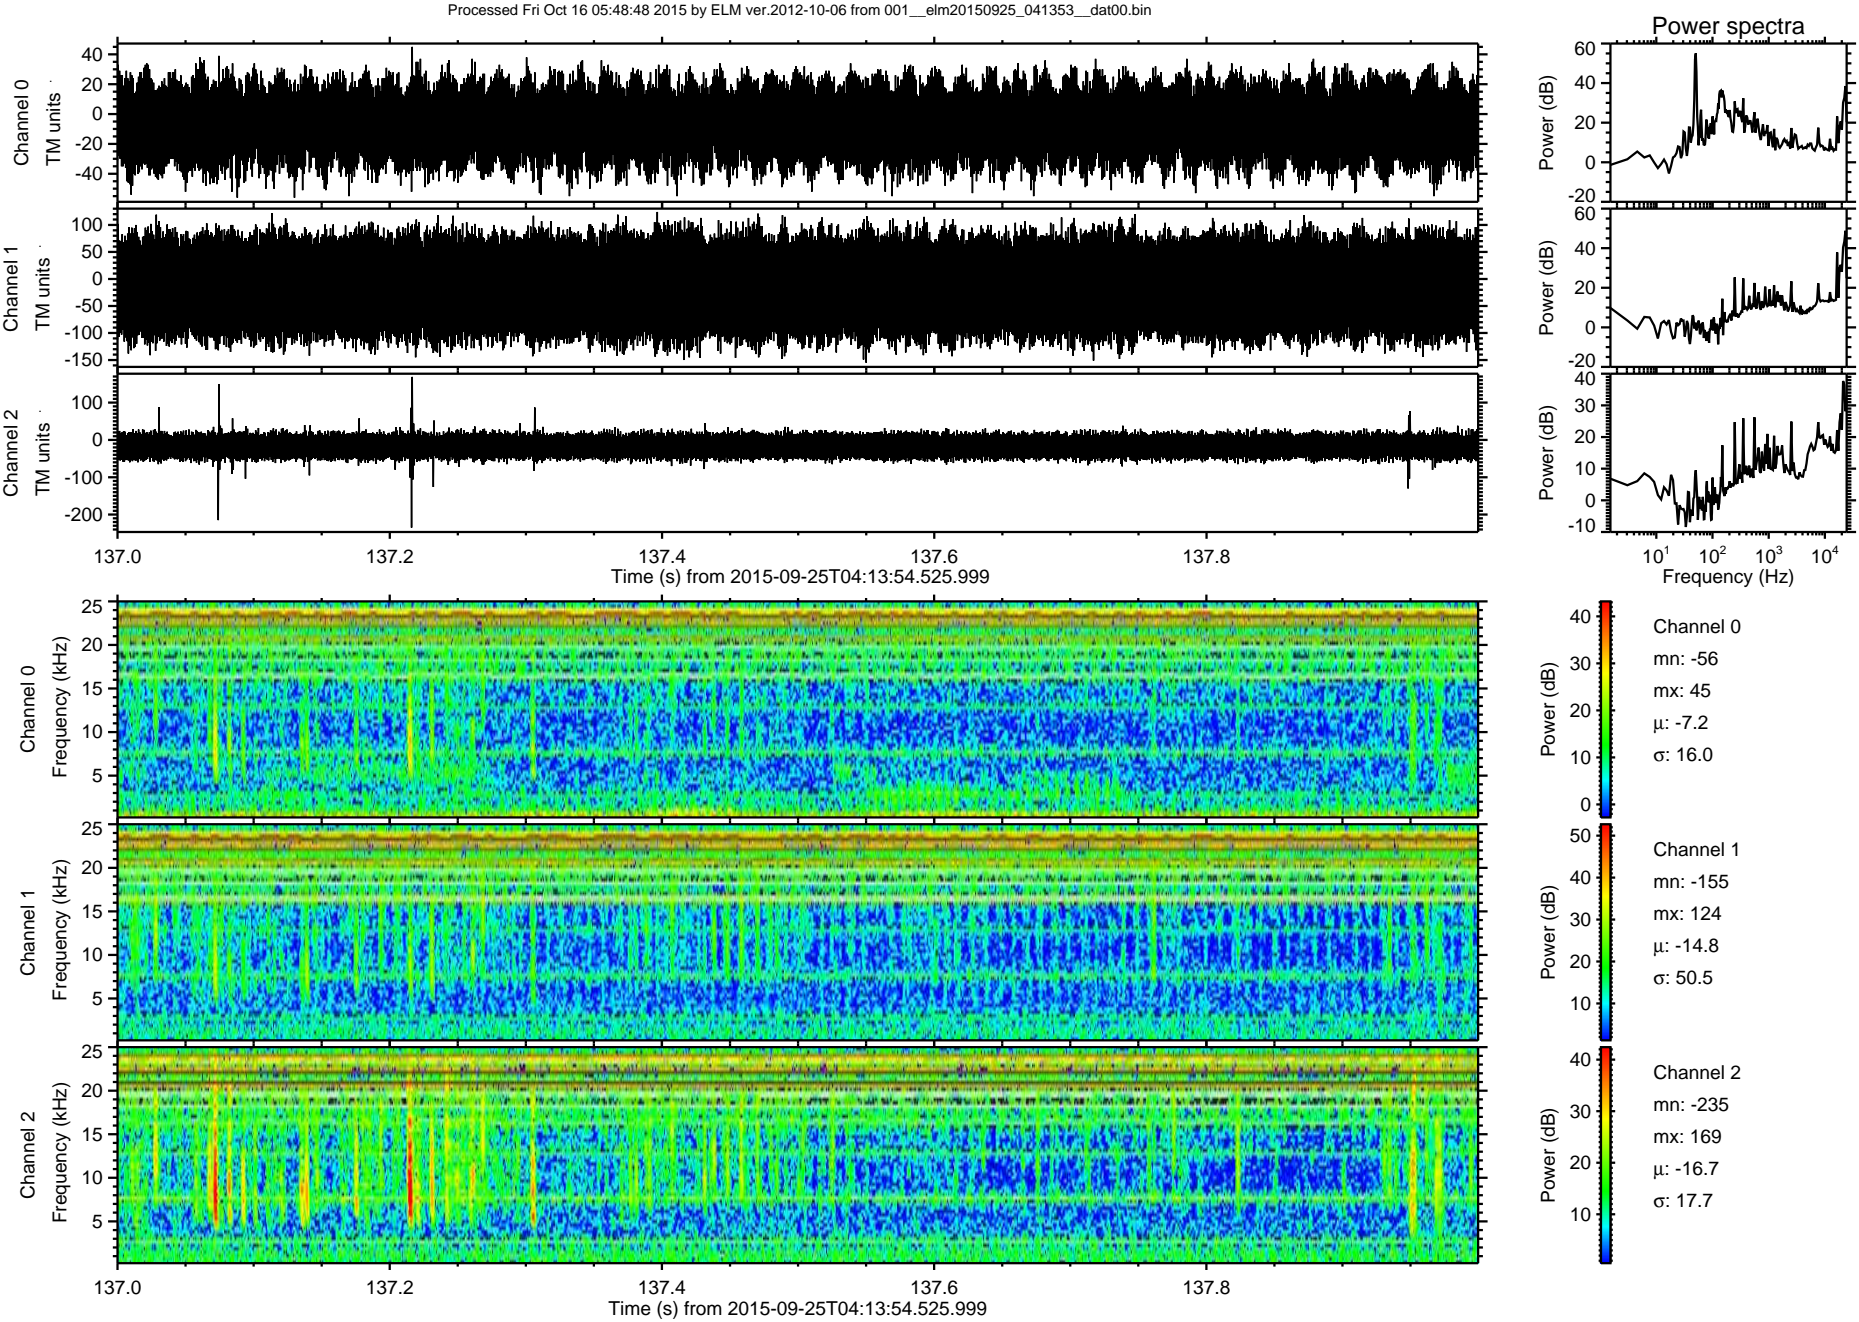 Processed Fri Oct 16 05:48:48 2015 by ELM ver.2012-10-06 from 001__elm20150925_041353__dat00.bin
Power spectra
Channel 0
TM units
40
20
0
-20
-40
Power (dB)
60
40
20
0
-20
Channel 1
TM units
100
50
0
-50
-100
-150
Power (dB)
60
40
20
0
-20
Channel 2
TM units
100
0
-100
-200
Power (dB)
40
30
20
10
0
-10
137.0 137.2 137.4 137.6 137.8
Time (s) from 2015-09-25T04:13:54.525.999
10¹ 10² 10³ 10⁴
Frequency (Hz)
Channel 0
Frequency (kHz)
25
20
15
10
5
Power (dB)
40
30
20
10
0
Channel 0
mn: -56
mx: 45
μ: -7.2
σ: 16.0
Channel 1
Frequency (kHz)
25
20
15
10
5
Power (dB)
50
40
30
20
10
Channel 1
mn: -155
mx: 124
μ: -14.8
σ: 50.5
Channel 2
Frequency (kHz)
25
20
15
10
5
Power (dB)
40
30
20
10
Channel 2
mn: -235
mx: 169
μ: -16.7
σ: 17.7
137.0 137.2 137.4 137.6 137.8
Time (s) from 2015-09-25T04:13:54.525.999